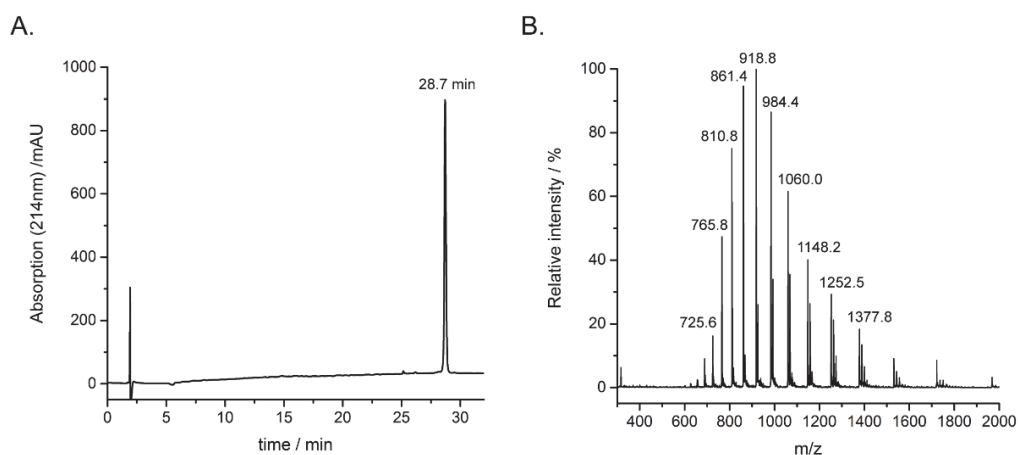 A.
Absorption (214nm) /mAU
1000
800
600
400
200
0
28.7 min
0 5 10 15 20 25 30
time / min
B.
Relative intensity / %
100
80
60
40
20
0
918.8
861.4
984.4
810.8
1060.0
765.8
1148.2
1252.5
725.6
1377.8
400 600 800 1000 1200 1400 1600 1800 2000
m/z